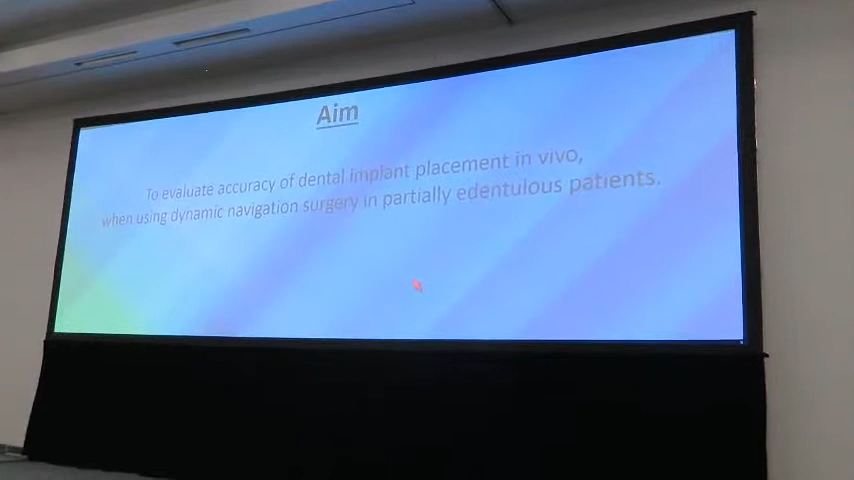 Aim
To evaluate accuracy of dental implant placement in vivo,
when using dynamic navigation surgery in partially edentulous patients.